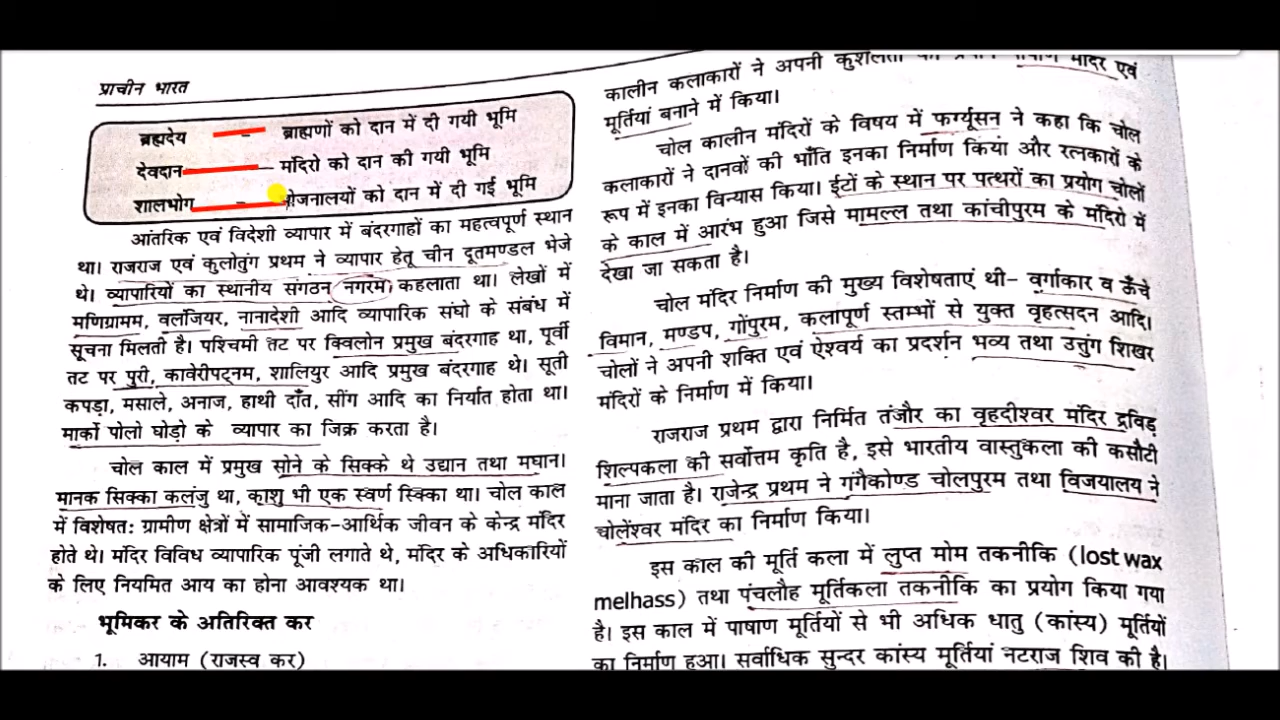 प्राचीन भारत
ब्रह्मदेय – ब्राह्मणों को दान में दी गयी भूमि
देवदान – मंदिरो को दान की गयी भूमि
शालभोग – भोजनालयों को दान में दी गई भूमि
आंतरिक एवं विदेशी व्यापार में बंदरगाहों का महत्वपूर्ण स्थान
था। राजराज एवं कुलोतुंग प्रथम ने व्यापार हेतू चीन दूतमण्डल भेजे
थे। व्यापारियों का स्थानीय संगठन नगरम कहलाता था। लेखों में
मणिग्रामम, वलंजियर, नानादेशी आदि व्यापारिक संघो के संबंध में
सूचना मिलती है। पश्चिमी तट पर क्विलोन प्रमुख बंदरगाह था, पूर्वी
तट पर पुरी, कावेरीपट्नम, शालियुर आदि प्रमुख बंदरगाह थे। सूती
कपड़ा, मसाले, अनाज, हाथी दाँत, सींग आदि का निर्यात होता था।
मार्को पोलो घोड़ो के व्यापार का जिक्र करता है।
चोल काल में प्रमुख सोने के सिक्के थे उद्यान तथा मघान।
मानक सिक्का कलंजु था, काशु भी एक स्वर्ण स्क्किा था। चोल काल
में विशेषत: ग्रामीण क्षेत्रों में सामाजिक-आर्थिक जीवन के केन्द्र मंदिर
होते थे। मंदिर विविध व्यापारिक पूंजी लगाते थे, मंदिर के अधिकारियों
के लिए नियमित आय का होना आवश्यक था।
भूमिकर के अतिरिक्त कर
1. आयाम (राजस्व कर)
कालीन कलाकारों ने अपनी कुशलता का पाषाण मंदिर एवं
मूर्तियां बनाने में किया।
चोल कालीन मंदिरों के विषय में फर्ग्यूसन ने कहा कि चोल
कलाकारों ने दानवों की भाँति इनका निर्माण किया और रत्नकारों के
रूप में इनका विन्यास किया। ईटों के स्थान पर पत्थरों का प्रयोग चोलों
के काल में आरंभ हुआ जिसे मामल्ल तथा कांचीपुरम के मंदिरो में
देखा जा सकता है।
चोल मंदिर निर्माण की मुख्य विशेषताएं थी- वर्गाकार व ऊँचे
विमान, मण्डप, गोंपुरम, कलापूर्ण स्तम्भों से युक्त वृहत्सदन आदि।
चोलों ने अपनी शक्ति एवं ऐश्वर्य का प्रदर्शन भव्य तथा उत्तुंग शिखर
मंदिरों के निर्माण में किया।
राजराज प्रथम द्वारा निर्मित तंजौर का वृहदीश्वर मंदिर द्रविड़
शिल्पकला की सर्वोत्तम कृति है, इसे भारतीय वास्तुकला की कसौटी
माना जाता है। राजेन्द्र प्रथम ने गंगैकोण्ड चोलपुरम तथा विजयालय ने
चोलेंश्वर मंदिर का निर्माण किया।
इस काल की मूर्ति कला में लुप्त मोम तकनीकि (lost wax
melhass) तथा पंचलौह मूर्तिकला तकनीकि का प्रयोग किया गया
है। इस काल में पाषाण मूर्तियों से भी अधिक धातु (कांस्य) मूर्तियों
का निर्माण हुआ। सर्वाधिक सुन्दर कांस्य मूर्तियां नटराज शिव की है।